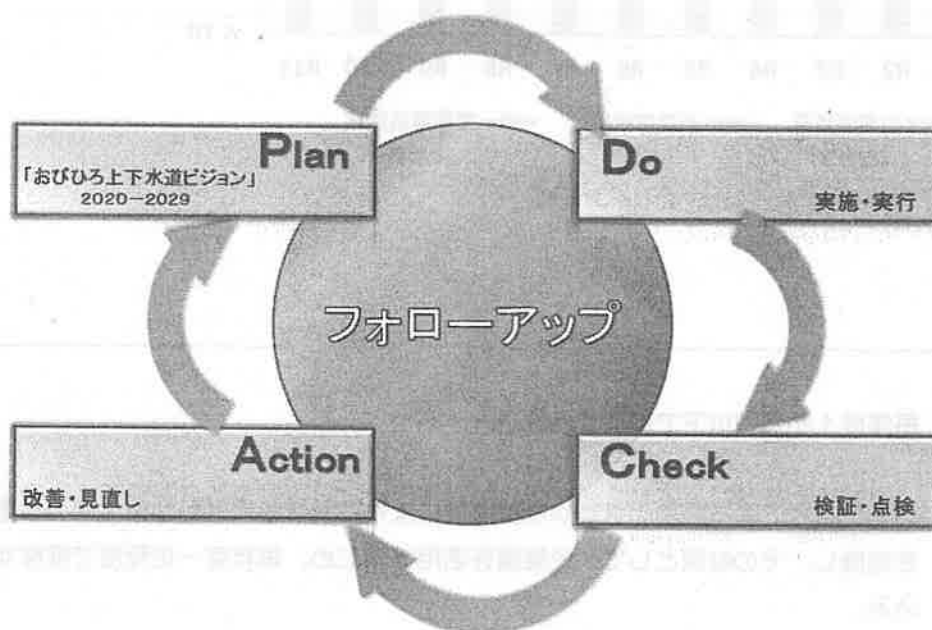 Plan
「おびひろ上下水道ビジョン」
2020－2029
Do
実施・実行
フォローアップ
Action
改善・見直し
Check
検証・点検